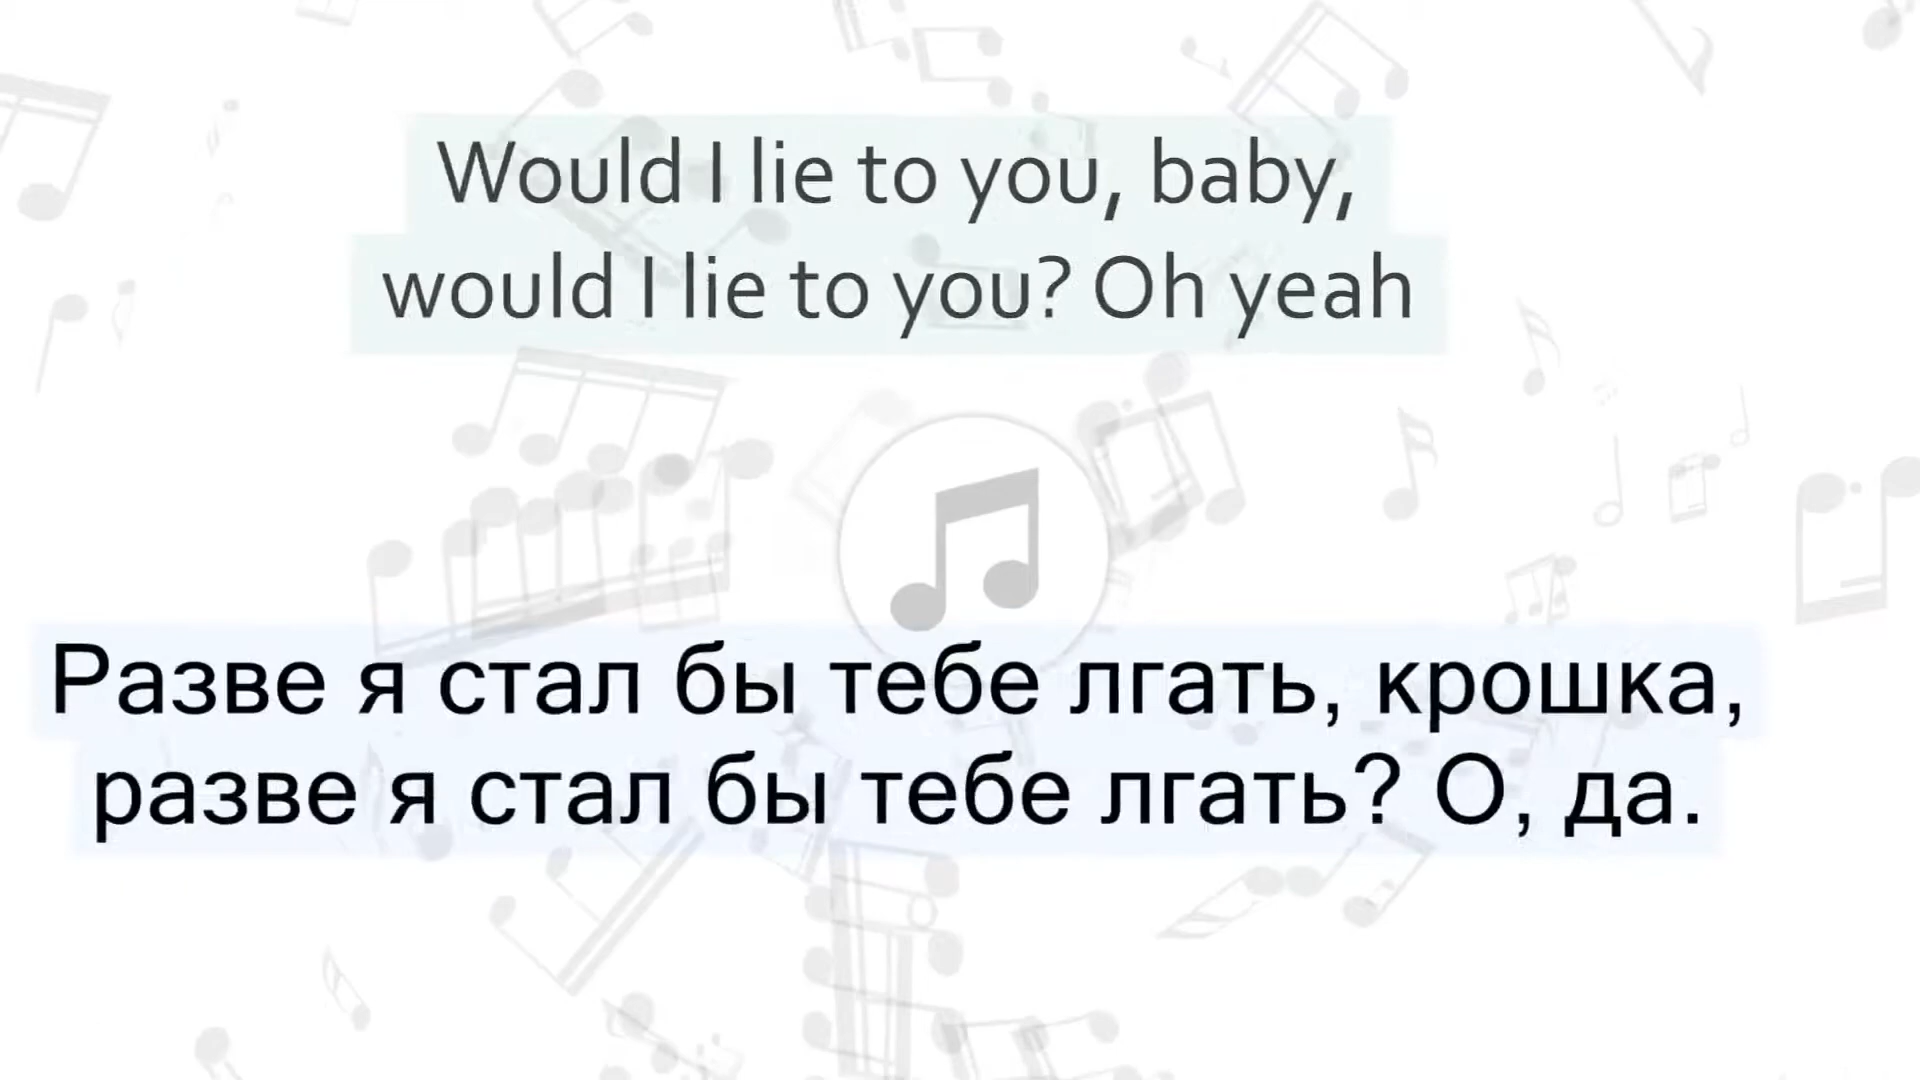 Would I lie to you, baby,
would I lie to you? Oh yeah
Разве я стал бы тебе лгать, крошка,
разве я стал бы тебе лгать? О, да.